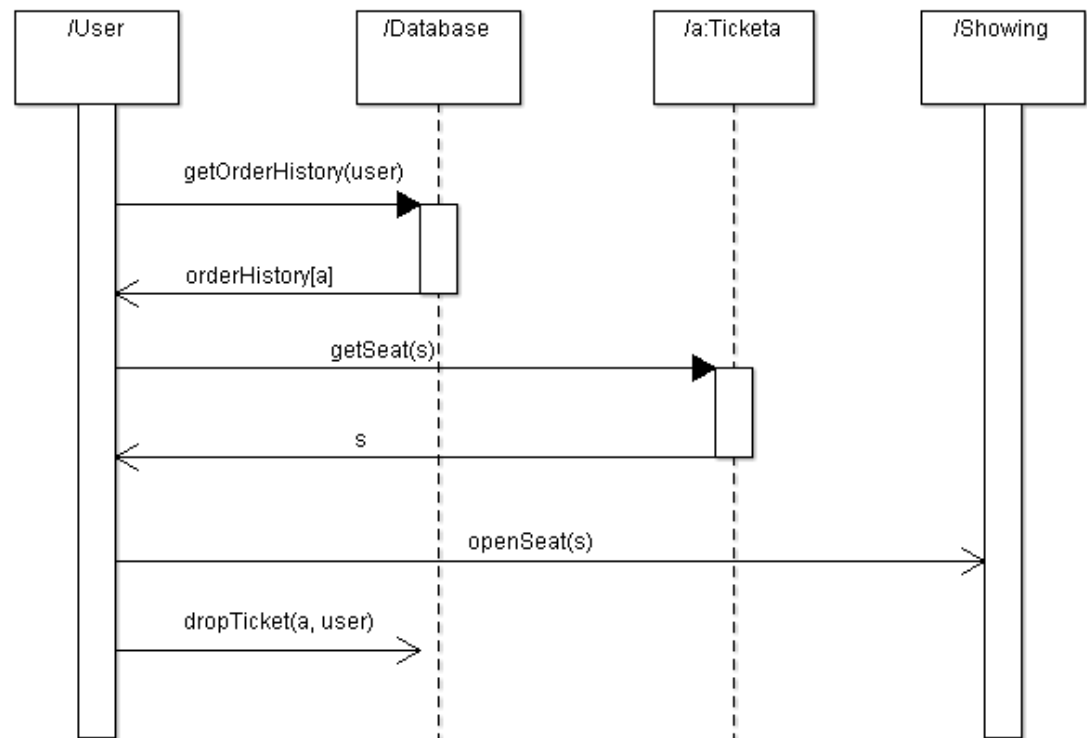 /User
/Database
/a:Ticketa
/Showing
getOrderHistory(user)
orderHistory[a]
getSeat(s)
s
openSeat(s)
dropTicket(a, user)